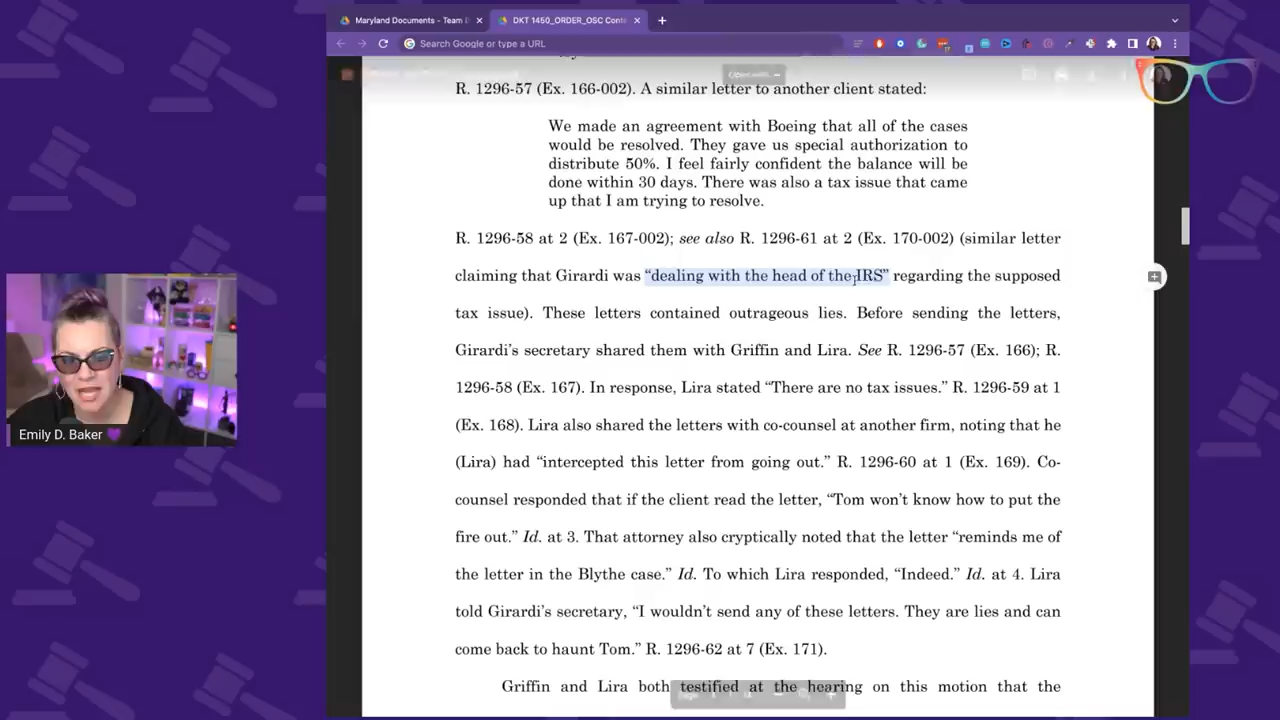 Maryland Documents - Team D
DKT 1450_ORDER_OSC Conte
Search Google or type a URL
R. 1296-57 (Ex. 166-002). A similar letter to another client stated:
We made an agreement with Boeing that all of the cases
would be resolved. They gave us special authorization to
distribute 50%. I feel fairly confident the balance will be
done within 30 days. There was also a tax issue that came
up that I am trying to resolve.
R. 1296-58 at 2 (Ex. 167-002); see also R. 1296-61 at 2 (Ex. 170-002) (similar letter
claiming that Girardi was “dealing with the head of the IRS” regarding the supposed
tax issue). These letters contained outrageous lies. Before sending the letters,
Girardi’s secretary shared them with Griffin and Lira. See R. 1296-57 (Ex. 166); R.
1296-58 (Ex. 167). In response, Lira stated “There are no tax issues.” R. 1296-59 at 1
(Ex. 168). Lira also shared the letters with co-counsel at another firm, noting that he
(Lira) had “intercepted this letter from going out.” R. 1296-60 at 1 (Ex. 169). Co-
counsel responded that if the client read the letter, “Tom won’t know how to put the
fire out.” Id. at 3. That attorney also cryptically noted that the letter “reminds me of
the letter in the Blythe case.” Id. To which Lira responded, “Indeed.” Id. at 4. Lira
told Girardi’s secretary, “I wouldn’t send any of these letters. They are lies and can
come back to haunt Tom.” R. 1296-62 at 7 (Ex. 171).
Griffin and Lira both testified at the hearing on this motion that the
Emily D. Baker 💜